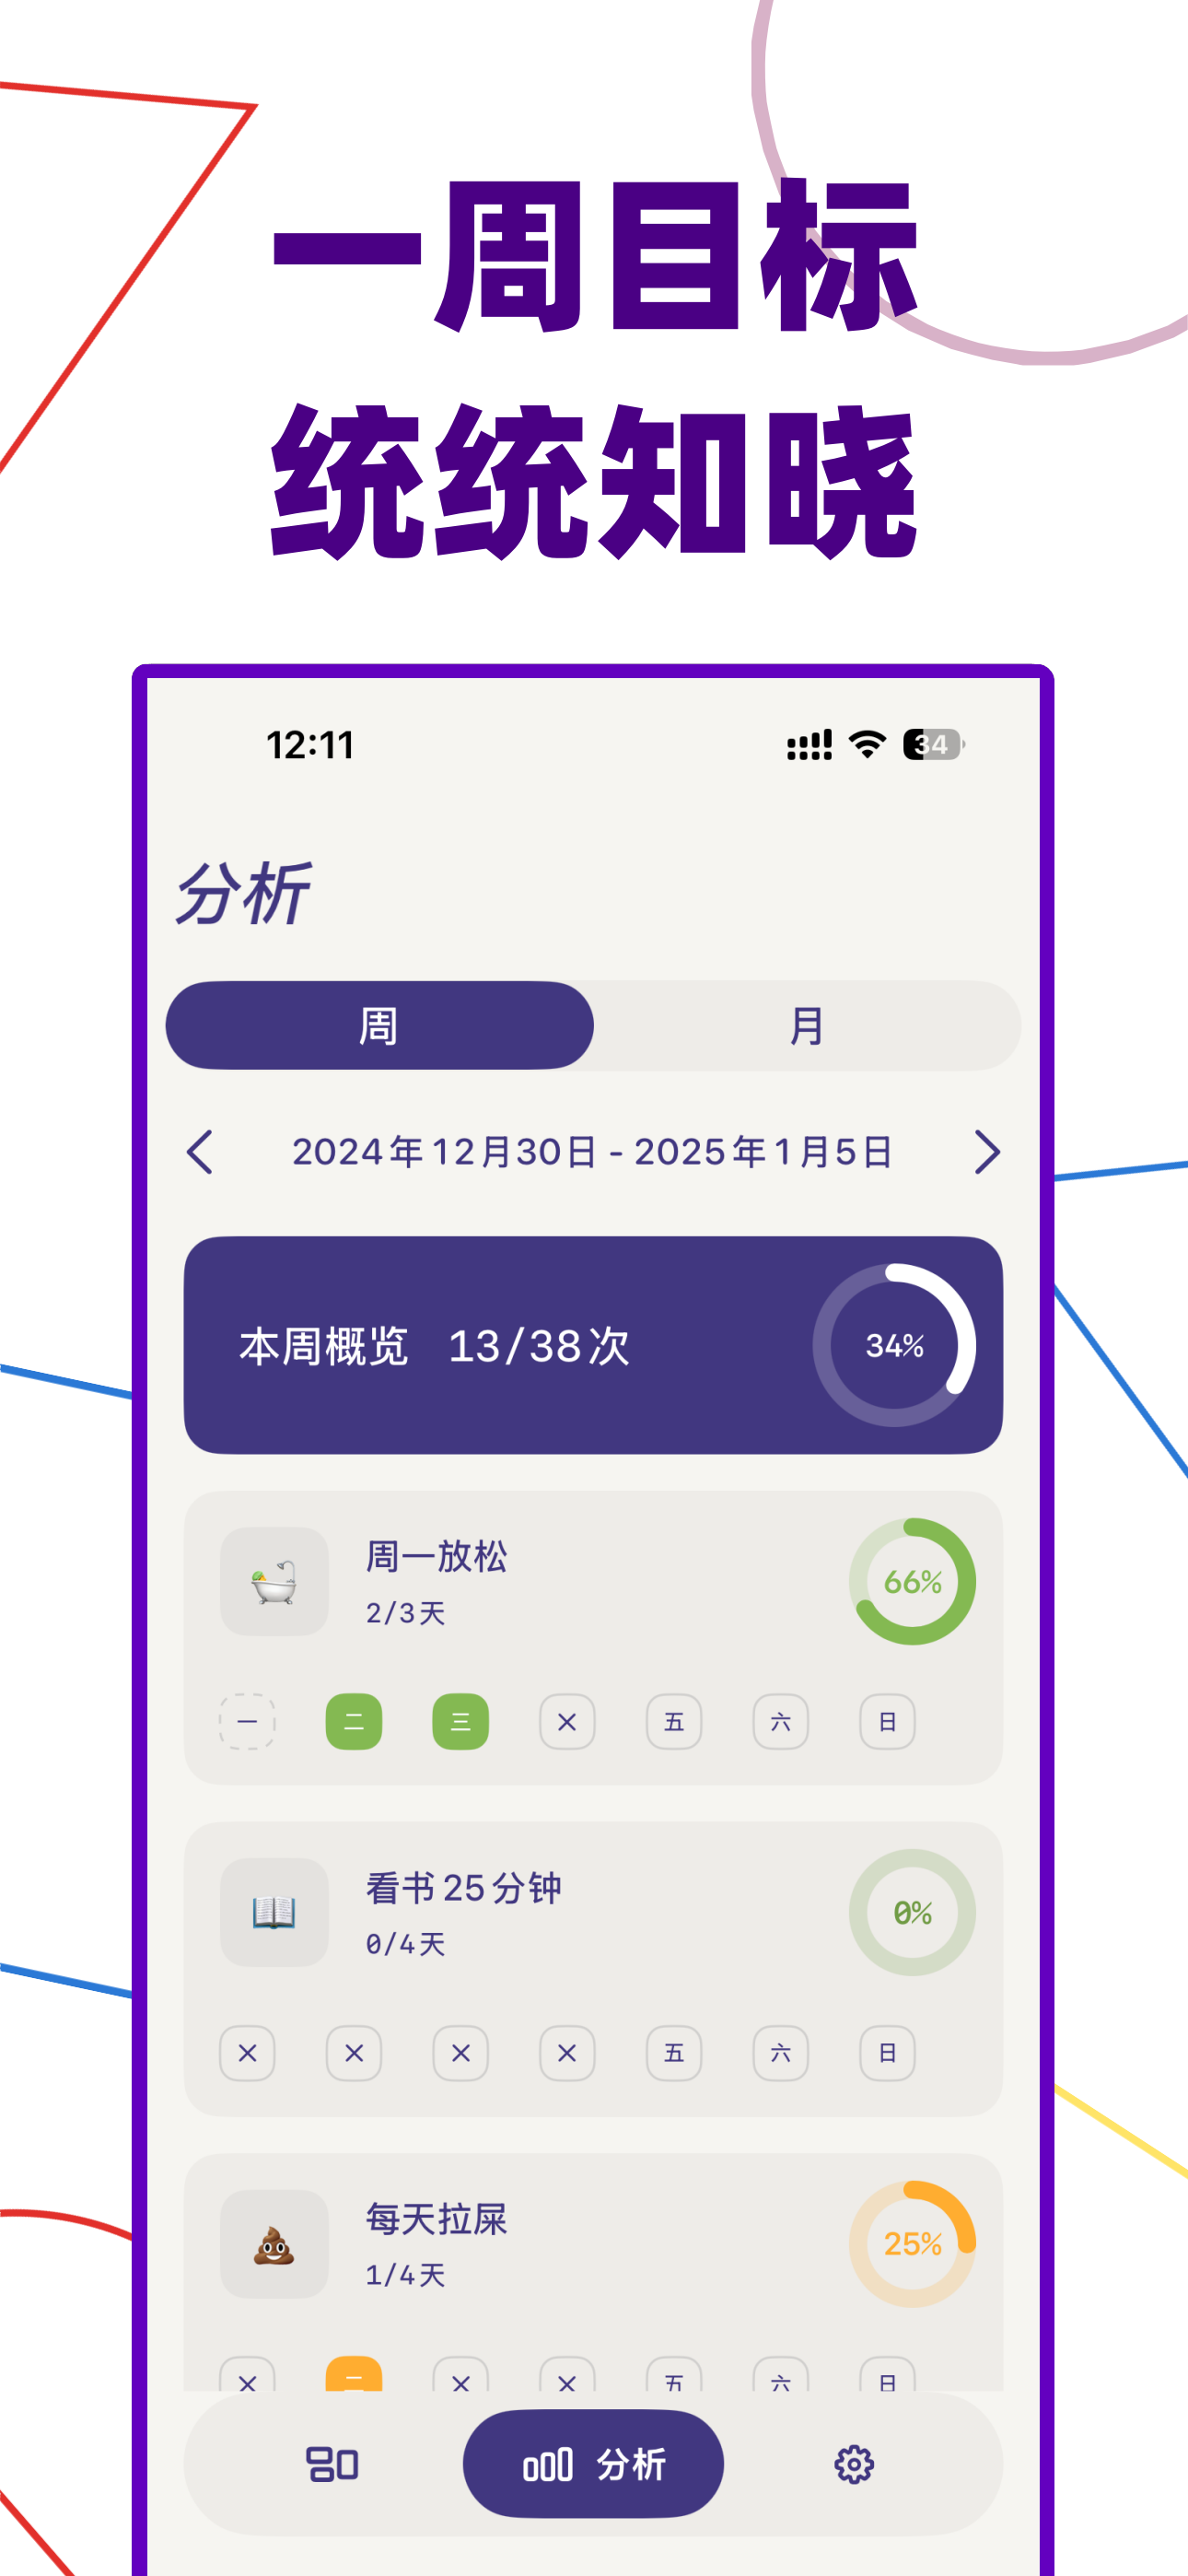 一周目标
统统知晓
12:11
34
分析
周 月
2024年12月30日 - 2025年1月5日
本周概览 13/38次
34%
周一放松
2/3天
66%
一 二 三 × 五 六 日
看书25分钟
0/4天
0%
× × × × 五 六 日
每天拉屎
1/4天
25%
× 二 × × 五 六 日
分析